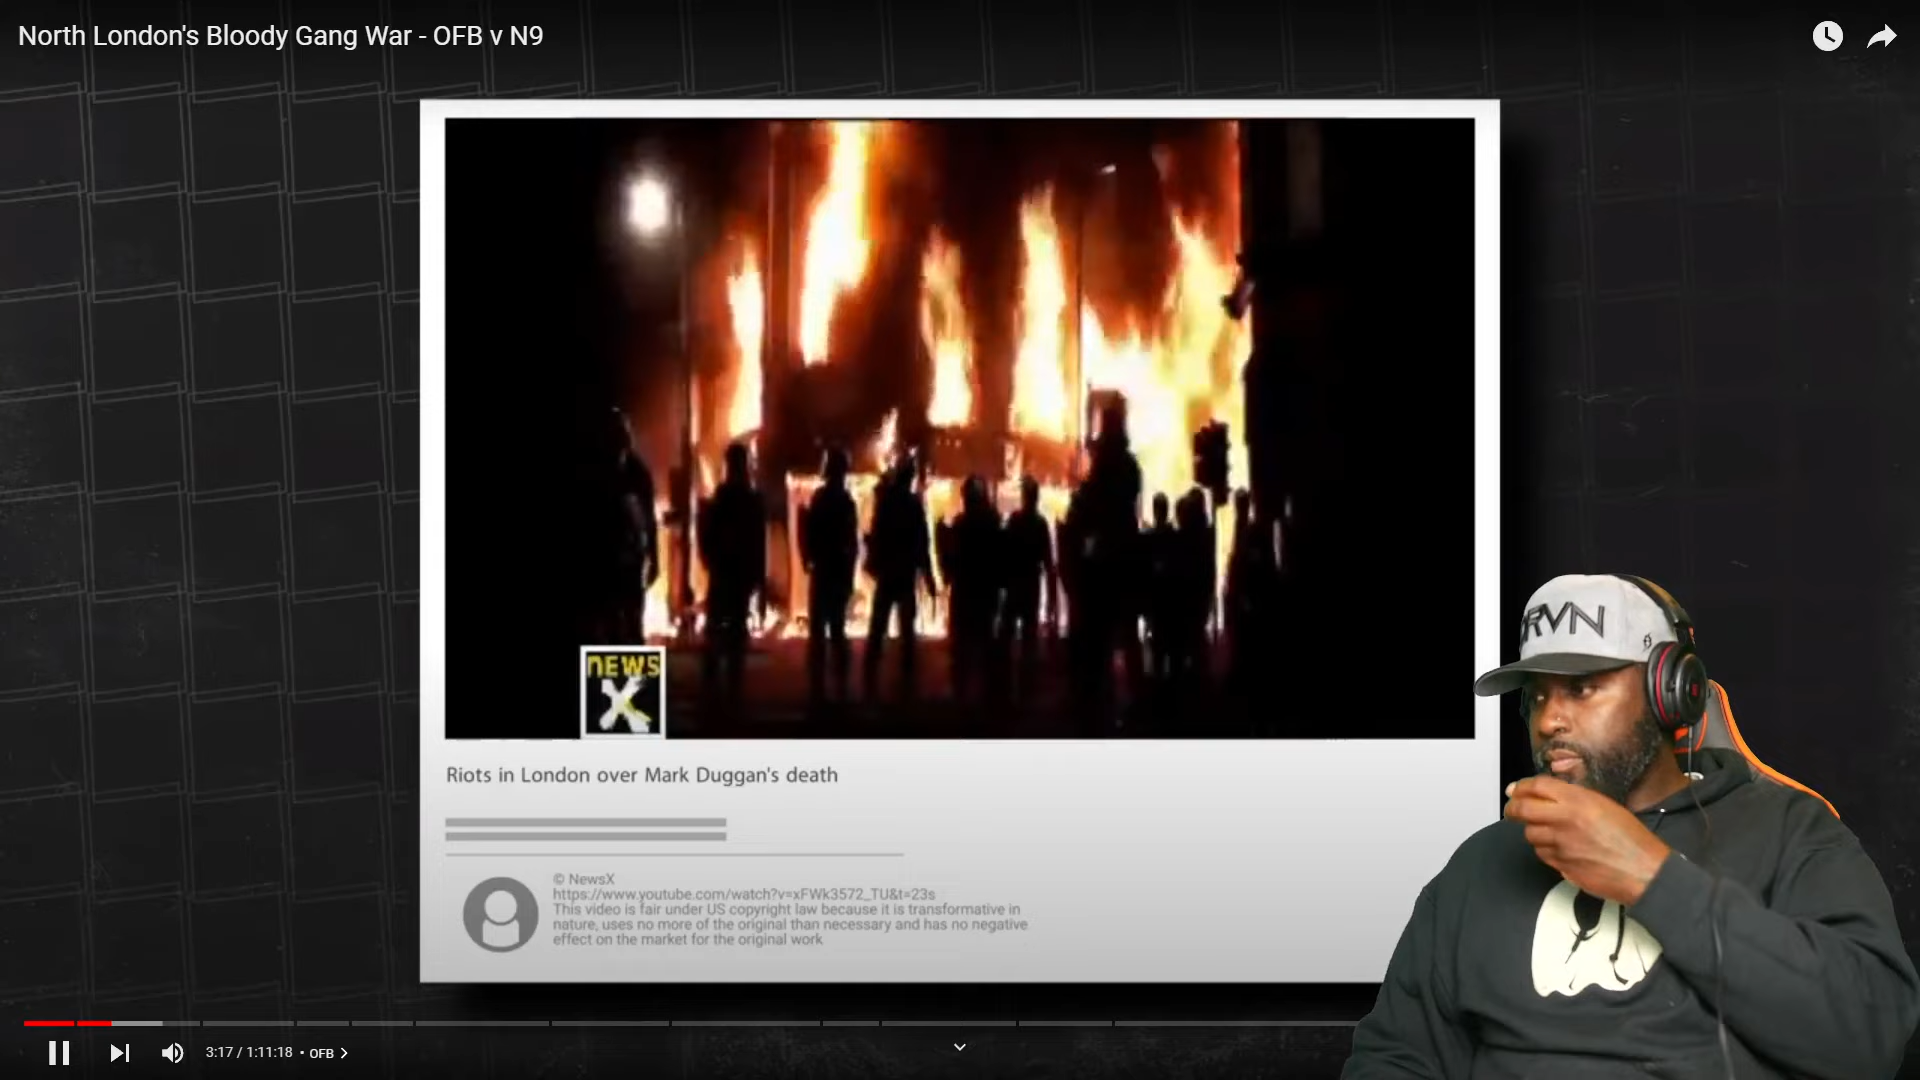 North London's Bloody Gang War - OFB v N9
RVN
news
X
Riots in London over Mark Duggan's death
© NewsX
https://www.youtube.com/watch?v=xFWk3572_TU&t=23s
This video is fair under US copyright law because it is transformative in
nature, uses no more of the original than necessary and has no negative
effect on the market for the original work
3:17 / 1:11:18 • OFB